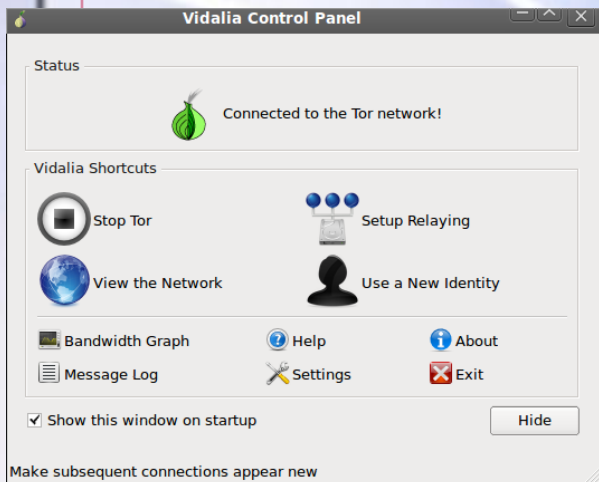 Vidalia Control Panel
Status
Connected to the Tor network!
Vidalia Shortcuts
Stop Tor
Setup Relaying
View the Network
Use a New Identity
Bandwidth Graph
Help
About
Message Log
Settings
Exit
Show this window on startup
Hide
Make subsequent connections appear new